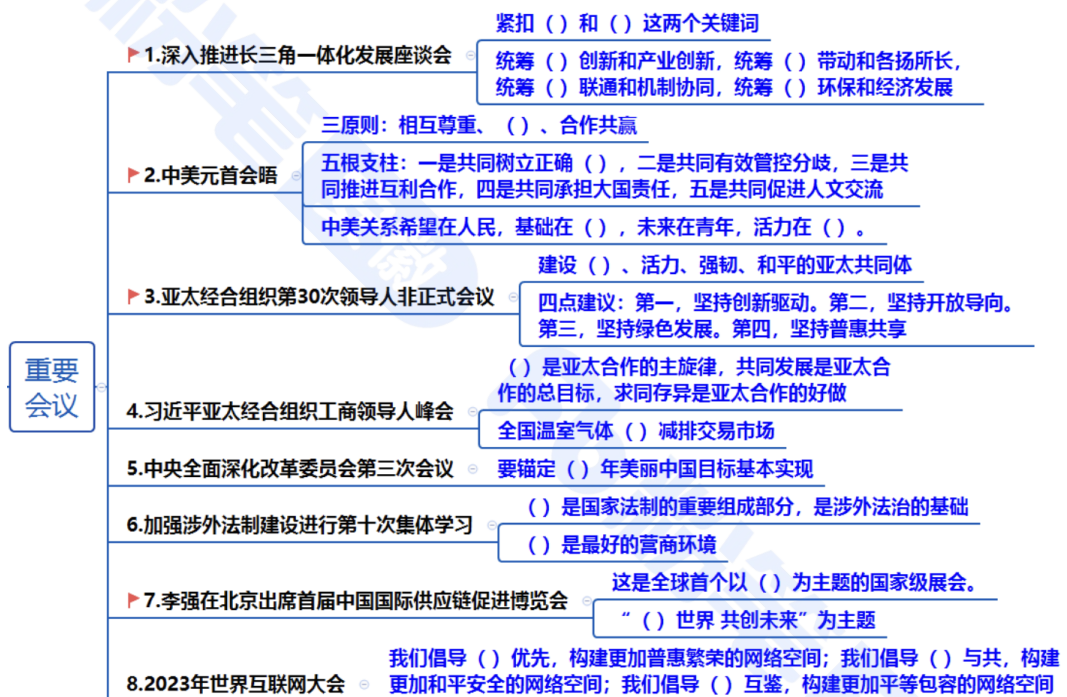 重要
会议
1.深入推进长三角一体化发展座谈会
紧扣（ ）和（ ）这两个关键词
统筹（ ）创新和产业创新，统筹（ ）带动和各扬所长，
统筹（ ）联通和机制协同，统筹（ ）环保和经济发展
2.中美元首会晤
三原则：相互尊重、（ ）、合作共赢
五根支柱：一是共同树立正确（ ），二是共同有效管控分歧，三是共
同推进互利合作，四是共同承担大国责任，五是共同促进人文交流
中美关系希望在人民，基础在（ ），未来在青年，活力在（ ）。
3.亚太经合组织第30次领导人非正式会议
建设（ ）、活力、强韧、和平的亚太共同体
四点建议：第一，坚持创新驱动。第二，坚持开放导向。
第三，坚持绿色发展。第四，坚持普惠共享
4.习近平亚太经合组织工商领导人峰会
（ ）是亚太合作的主旋律，共同发展是亚太合
作的总目标，求同存异是亚太合作的好做
全国温室气体（ ）减排交易市场
5.中央全面深化改革委员会第三次会议
要锚定（ ）年美丽中国目标基本实现
6.加强涉外法制建设进行第十次集体学习
（ ）是国家法制的重要组成部分，是涉外法治的基础
（ ）是最好的营商环境
7.李强在北京出席首届中国国际供应链促进博览会
这是全球首个以（ ）为主题的国家级展会。
“（ ）世界 共创未来”为主题
8.2023年世界互联网大会
我们倡导（ ）优先，构建更加普惠繁荣的网络空间；我们倡导（ ）与共，构建
更加和平安全的网络空间；我们倡导（ ）互鉴，构建更加平等包容的网络空间